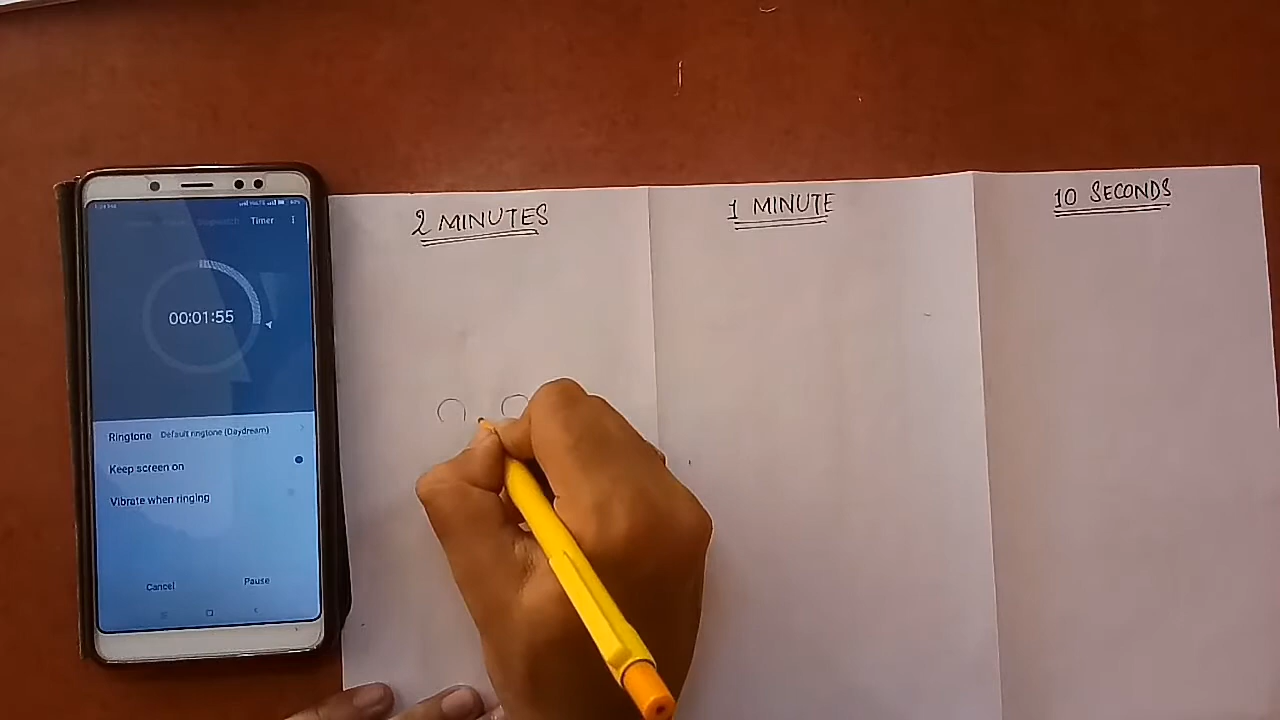 Timer
00:01:55
Ringtone Default ringtone (Daydream)
Keep screen on
Vibrate when ringing
Cancel Pause
2 MINUTES
1 MINUTE
10 SECONDS